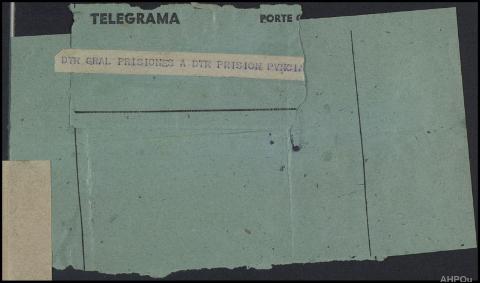 TELEGRAMA PORTE
DTR GRAL PRISIONES A DTR PRISION PVNCIA
AHPOu